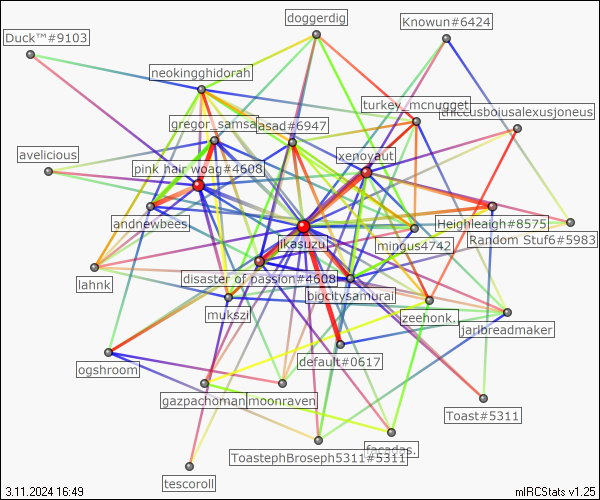 doggerdig
Knowun#6424
Duck™#9103
neokingghidorah
turkey_mcnugget
thiccusboiusalexusjoneus
gregor_samsa
asad#6947
avelicious
xenovaut
pink hair woag#4608
andnewbees
Heighleaigh#8575
Random Stuf6#5983
ikasuzu
mingus4742
lahnk
disaster of passion#4608
bigcitysamurai
mukszi
zeehonk.
jarlbreadmaker
default#0617
ogshroom
gazpachoman
moonraven
Toast#5311
facadas.
ToastephBroseph5311#5311
tescoroll
3.11.2024 16:49
mIRCStats v1.25